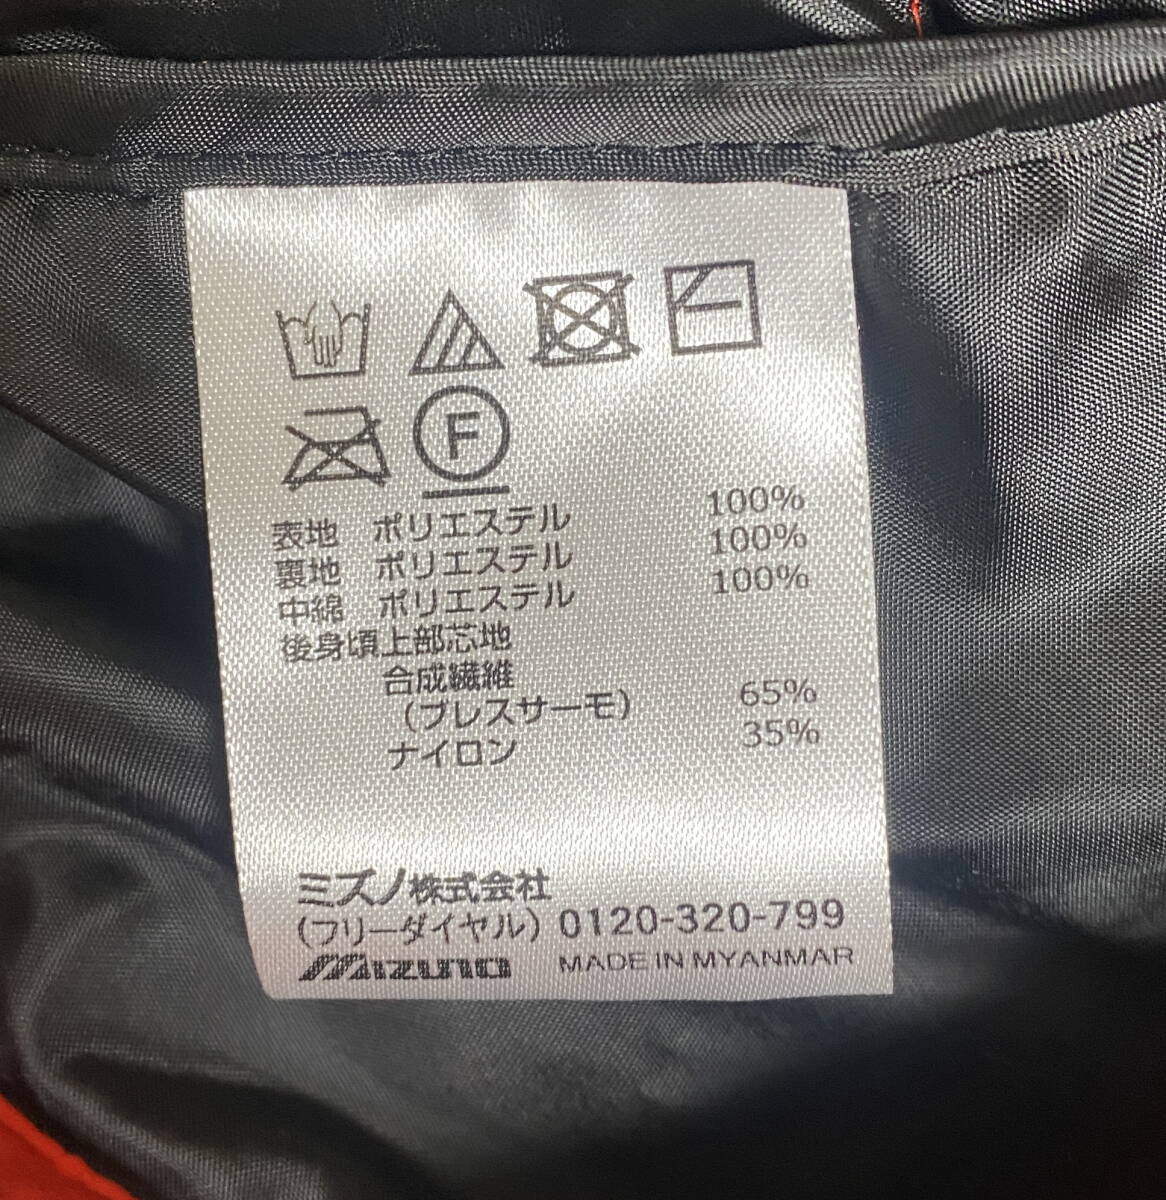 F
表地 ポリエステル 100%
裏地 ポリエステル 100%
中綿 ポリエステル 100%
後身頃上部芯地
合成繊維
(ブレスサーモ) 65%
ナイロン 35%
ミズノ株式会社
(フリーダイヤル) 0120-320-799
MIZUNO MADE IN MYANMAR